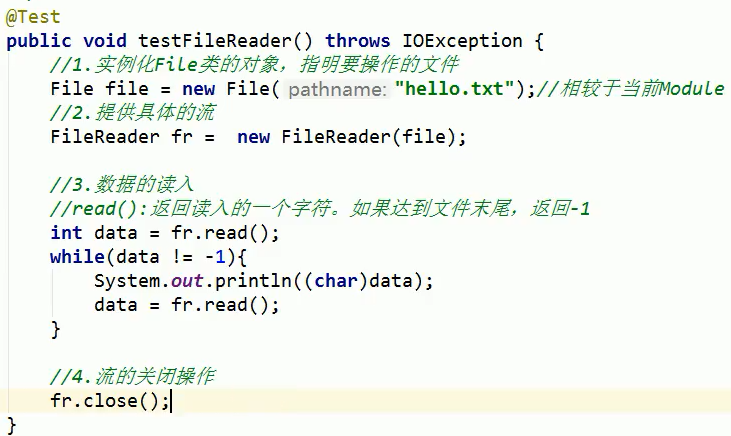 @Test
public void testFileReader() throws IOException {
//1.实例化File类的对象，指明要操作的文件
File file = new File( pathname: "hello.txt");//相较于当前Module
//2.提供具体的流
FileReader fr =  new FileReader(file);
//3.数据的读入
//read():返回读入的一个字符。如果达到文件末尾，返回-1
int data = fr.read();
while(data != -1){
System.out.println((char)data);
data = fr.read();
}
//4.流的关闭操作
fr.close();
}